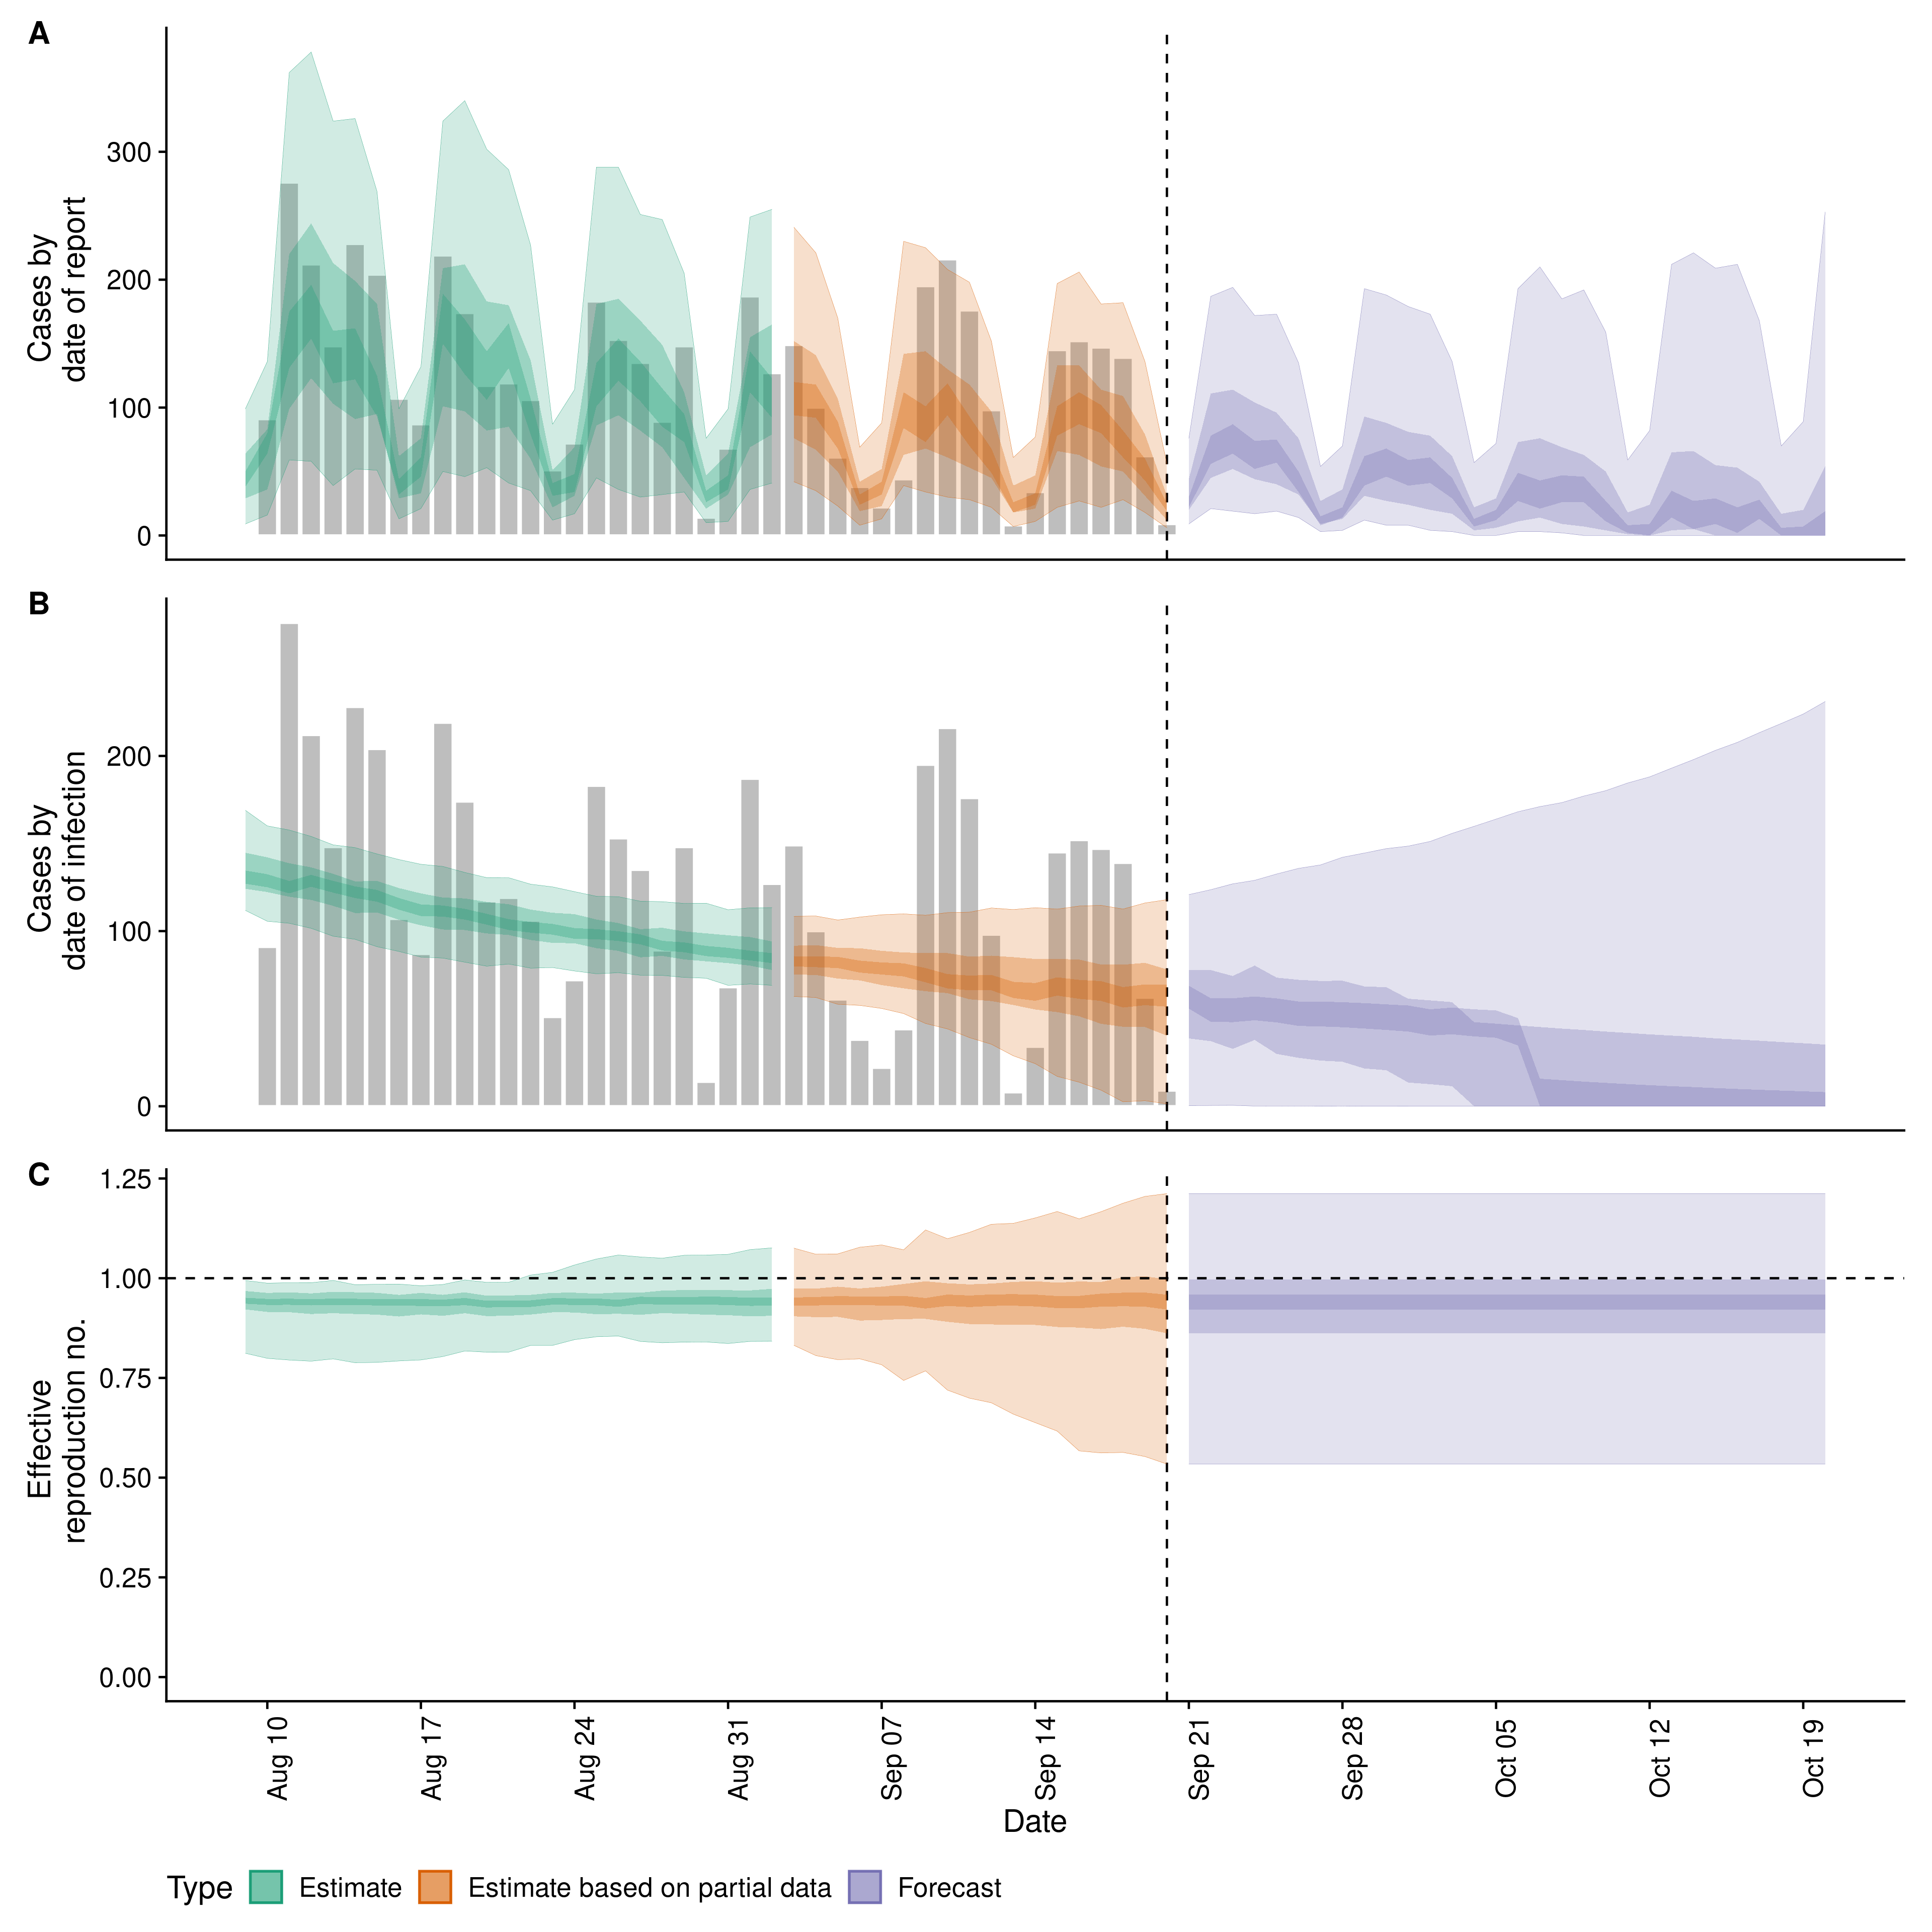 A
Cases by
date of report
300
200
100
0
B
Cases by
date of infection
200
100
0
C
Effective
reproduction no.
1.25
1.00
0.75
0.50
0.25
0.00
Aug 10
Aug 17
Aug 24
Aug 31
Sep 07
Sep 14
Sep 21
Sep 28
Oct 05
Oct 12
Oct 19
Date
Type Estimate Estimate based on partial data Forecast